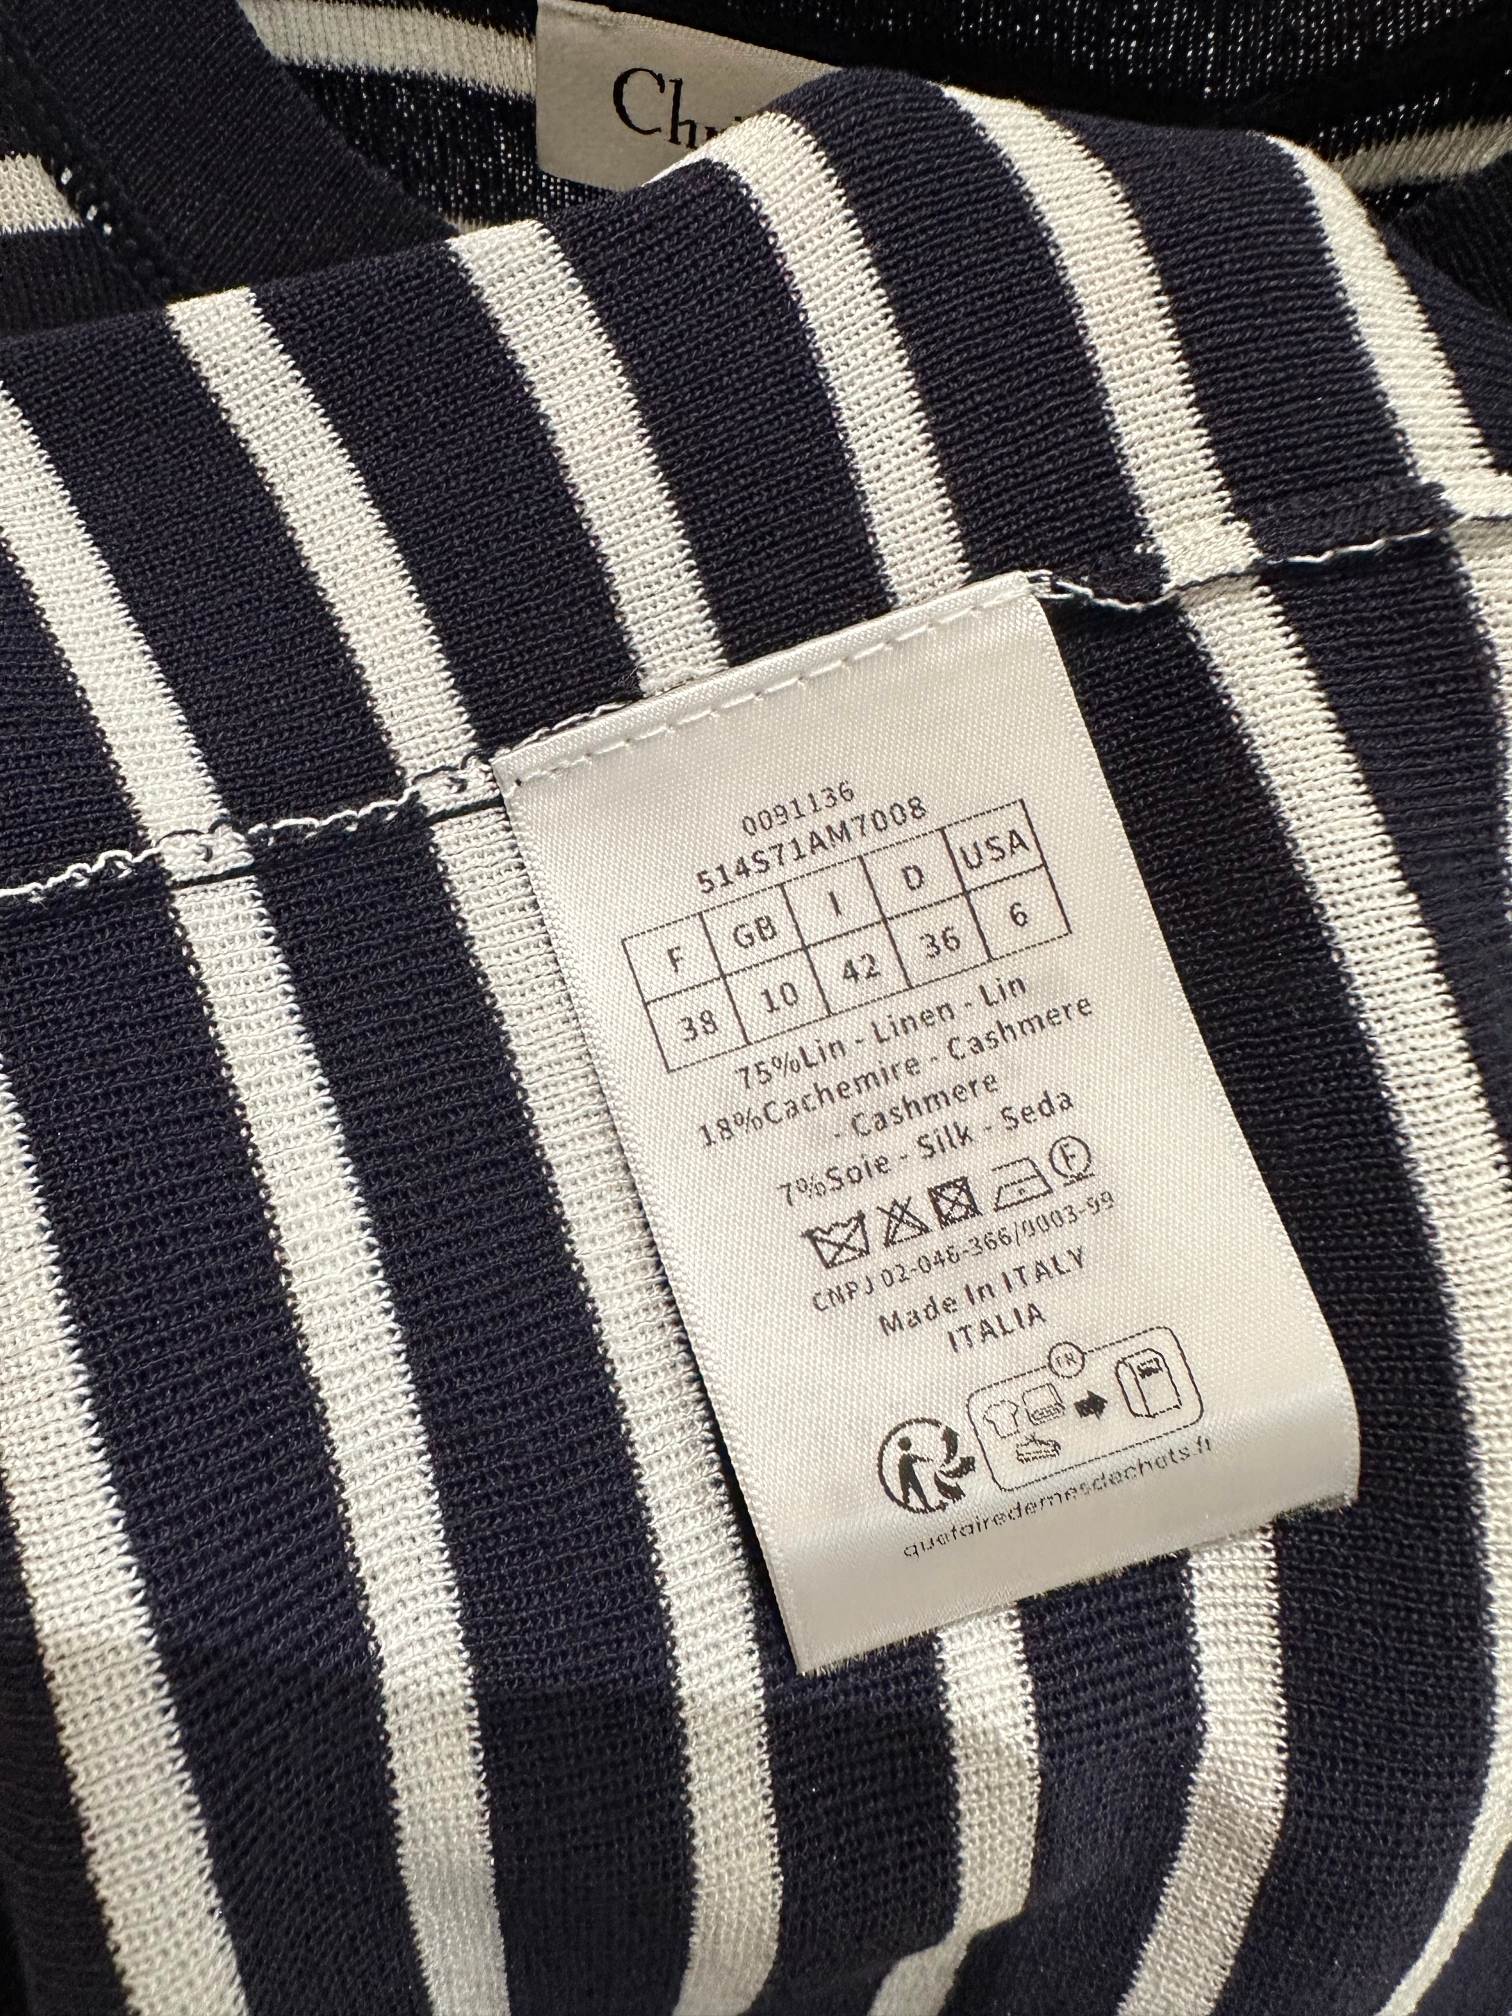 0091136
514S71AM7008
F GB I D USA
38 10 42 36 6
75%Lin - Linen - Lin
18%Cachemire - Cashmere
- Cashmere
7%Soie - Silk - Seda
F
CNPJ 02-046-366/0003-99
Made In ITALY
ITALIA
FR
quefairedemesdechets.fr